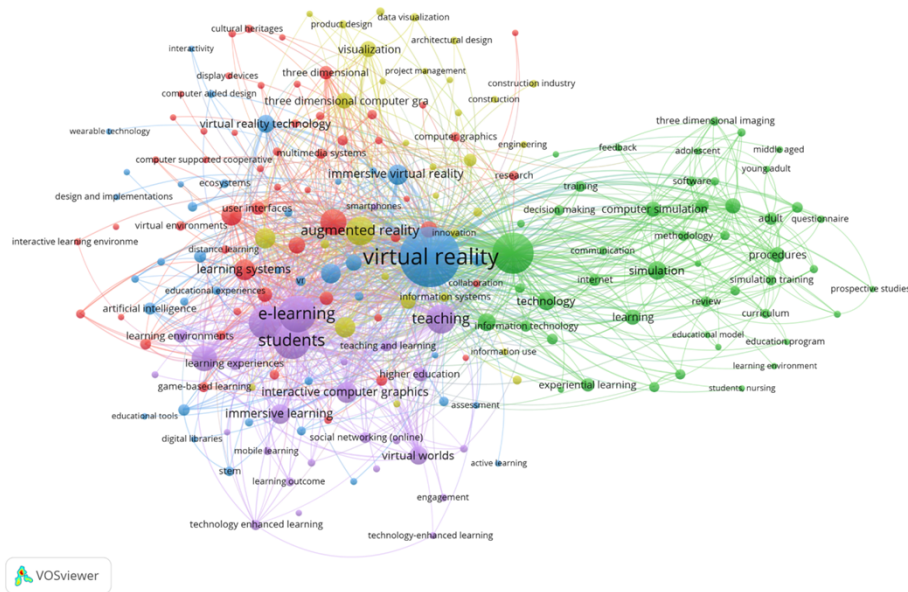 data visualization
product design
cultural heritages
architectural design
interactivity
visualization
project management
display devices
three dimensional
construction industry
computer aided design
three dimensional computer gra
construction
virtual reality technology
three dimensional imaging
wearable technology
computer graphics
engineering
feedback
adolescent
middle aged
multimedia systems
computer supported cooperative
immersive virtual reality
research
young adult
ecosystems
training
software
design and implementations
smartphones
user interfaces
decision making
computer simulation
adult
questionnaire
virtual environments
augmented reality
innovation
methodology
interactive learning environme
distance learning
virtual reality
communication
procedures
learning systems
simulation
vr
collaboration
internet
simulation training
educational experiences
information systems
prospective studies
artificial intelligence
technology
review
e-learning
teaching
learning
curriculum
information technology
learning environments
students
educational model
education program
teaching and learning
information use
learning experiences
learning environment
higher education
game-based learning
interactive computer graphics
experiential learning
students, nursing
immersive learning
assessment
educational tools
digital libraries
social networking (online)
mobile learning
virtual worlds
active learning
stem
learning outcome
engagement
technology enhanced learning
technology-enhanced learning
VOSviewer